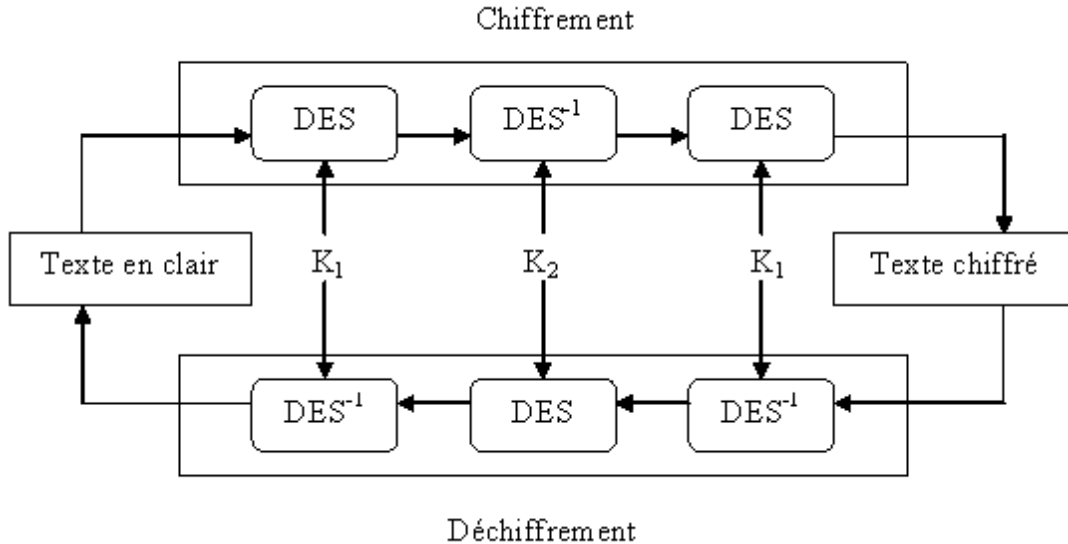 Chiffrement
DES DES⁻¹ DES
Texte en clair K₁ K₂ K₁ Texte chiffré
DES⁻¹ DES DES⁻¹
Déchiffrement